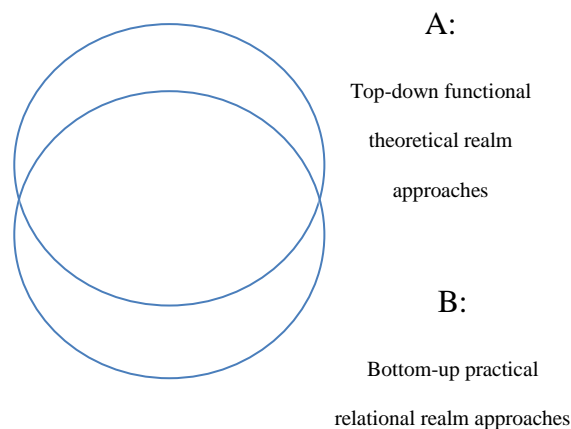 A:
Top-down functional
theoretical realm
approaches
B:
Bottom-up practical
relational realm approaches